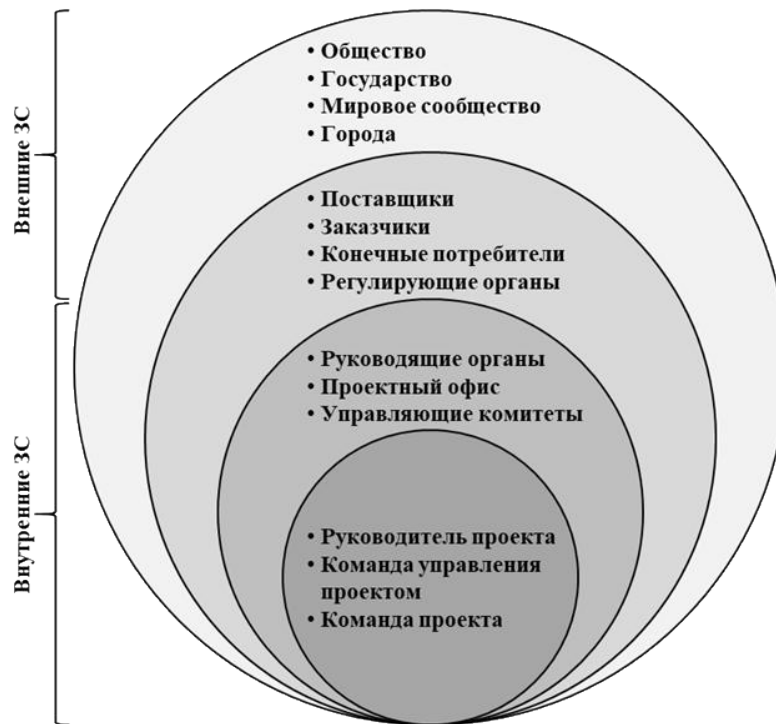 Внешние ЗС
• Общество
• Государство
• Мировое сообщество
• Города
• Поставщики
• Заказчики
• Конечные потребители
• Регулирующие органы
Внутренние ЗС
• Руководящие органы
• Проектный офис
• Управляющие комитеты
• Руководитель проекта
• Команда управления
проектом
• Команда проекта